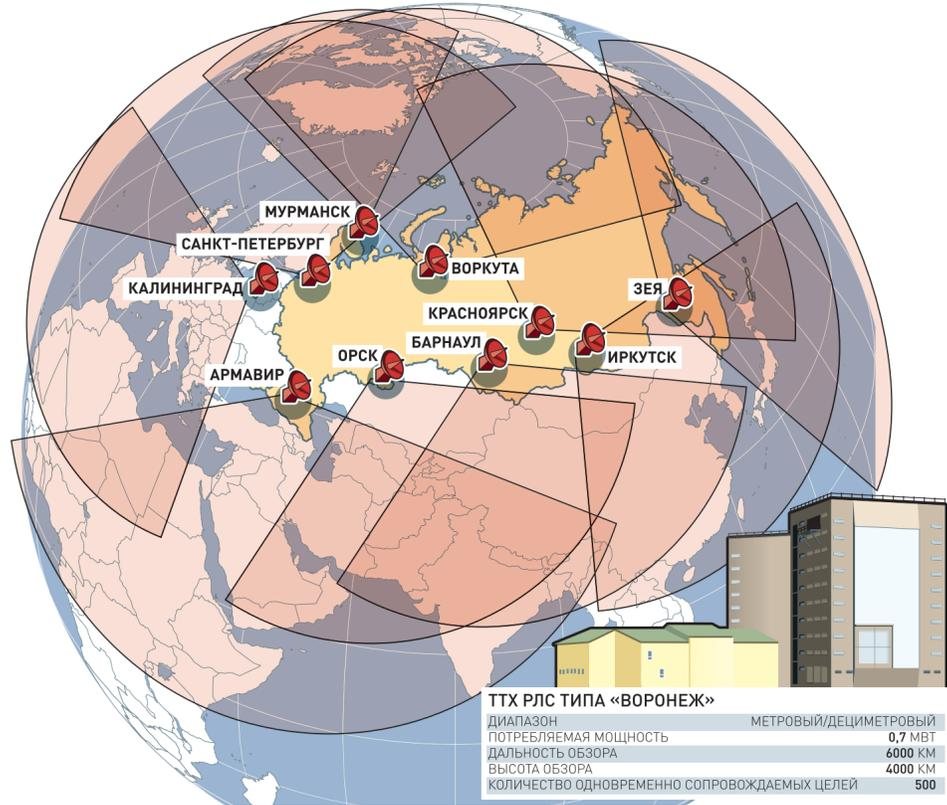 МУРМАНСК
САНКТ-ПЕТЕРБУРГ
КАЛИНИНГРАД
ВОРКУТА
ЗЕЯ
КРАСНОЯРСК
БАРНАУЛ
ИРКУТСК
ОРСК
АРМАВИР
ТТХ РЛС ТИПА «ВОРОНЕЖ»
ДИАПАЗОН МЕТРОВЫЙ/ДЕЦИМЕТРОВЫЙ
ПОТРЕБЛЯЕМАЯ МОЩНОСТЬ 0,7 МВТ
ДАЛЬНОСТЬ ОБЗОРА 6000 КМ
ВЫСОТА ОБЗОРА 4000 КМ
КОЛИЧЕСТВО ОДНОВРЕМЕННО СОПРОВОЖДАЕМЫХ ЦЕЛЕЙ 500